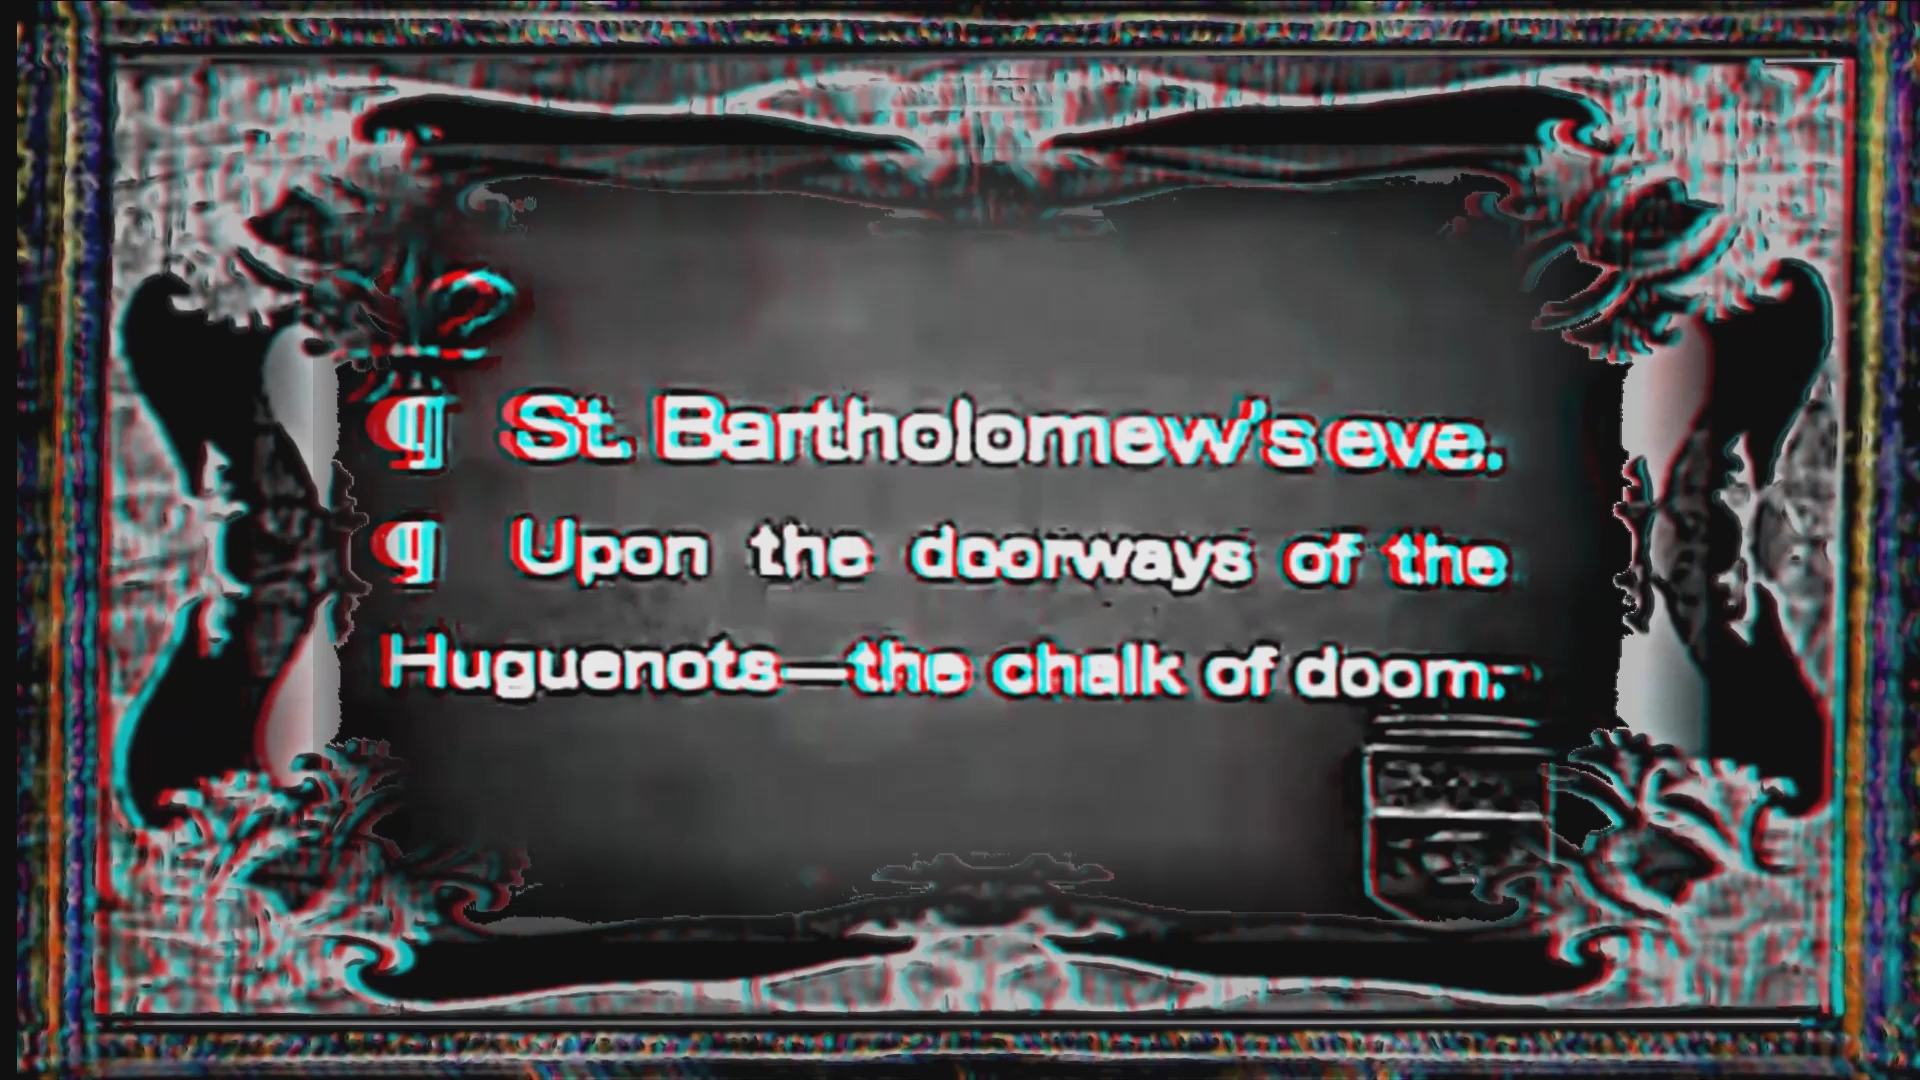 ¶ St. Bartholomew's eve.
¶ Upon the doorways of the
Huguenots—the chalk of doom.